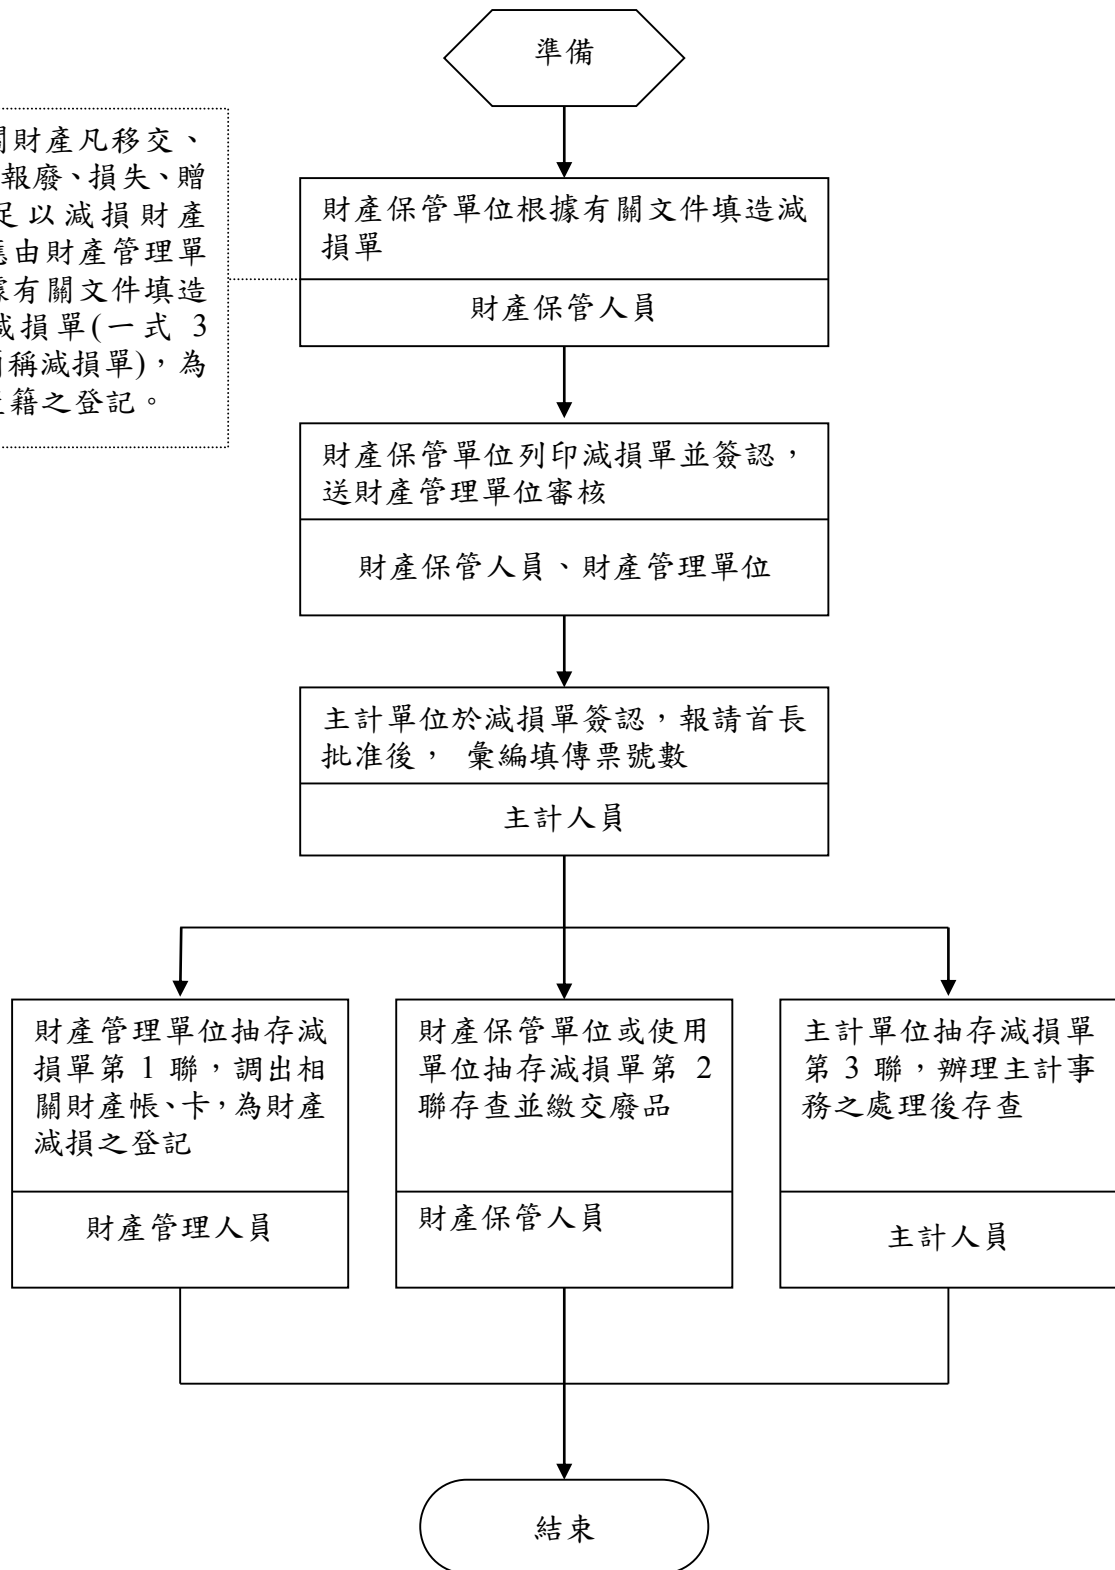 準備
關財產凡移交、
報廢、損失、贈
足以減損財產
應由財產管理單
據有關文件填造
減損單(一式 3
簡稱減損單)，為
產籍之登記。
財產保管單位根據有關文件填造減
損單
財產保管人員
財產保管單位列印減損單並簽認，
送財產管理單位審核
財產保管人員、財產管理單位
主計單位於減損單簽認，報請首長
批准後， 彙編填傳票號數
主計人員
財產管理單位抽存減
損單第 1 聯，調出相
關財產帳、卡，為財產
減損之登記
財產管理人員
財產保管單位或使用
單位抽存減損單第 2
聯存查並繳交廢品
財產保管人員
主計單位抽存減損單
第 3 聯，辦理主計事
務之處理後存查
主計人員
結束